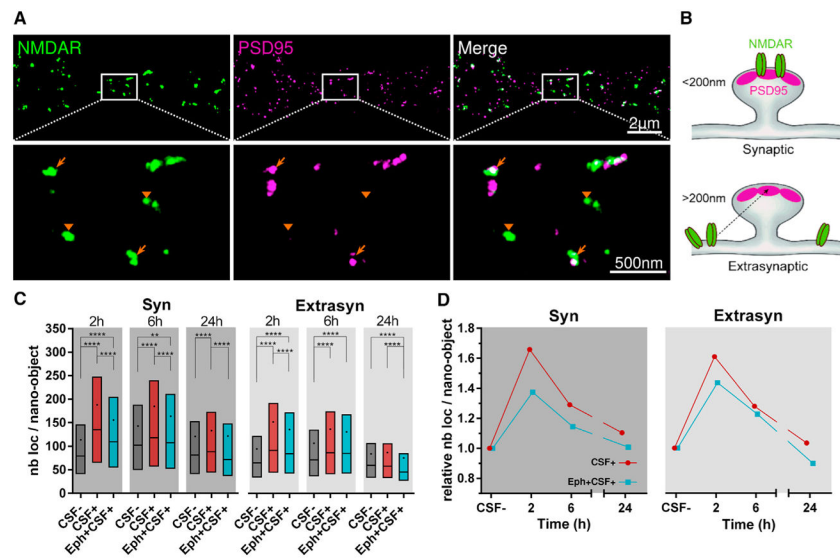 A
NMDAR PSD95 Merge
2μm
500nm
B
NMDAR
<200nm
PSD95
Synaptic
>200nm
Extrasynaptic
C
Syn Extrasyn
2h 6h 24h 2h 6h 24h
**** ** **** **** **** ****
**** **** **** **** **** **** **** ****
nb loc / nano-object
350
300
250
200
150
100
50
0
CSF- CSF+ Eph+CSF+ CSF- CSF+ Eph+CSF+ CSF- CSF+ Eph+CSF+ CSF- CSF+ Eph+CSF+ CSF- CSF+ Eph+CSF+ CSF- CSF+ Eph+CSF+
D
Syn Extrasyn
relative nb loc / nano-object
1.8
1.6
1.4
1.2
1.0
0.8
CSF+
Eph+CSF+
CSF- 2 6 24 CSF- 2 6 24
Time (h) Time (h)